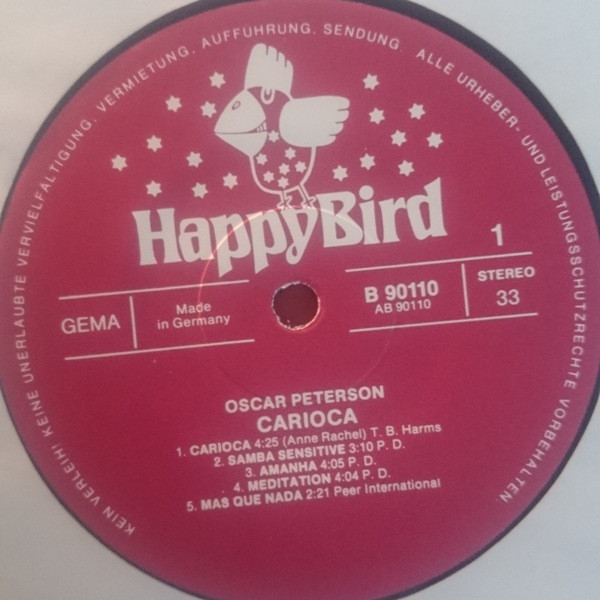 KEIN VERLEIH! KEINE UNERLAUBTE VERVIELFÄLTIGUNG, VERMIETUNG, AUFFÜHRUNG, SENDUNG. ALLE URHEBER- UND LEISTUNGSSCHUTZRECHTE VORBEHALTEN
HappyBird
1
GEMA
Made
in Germany
B 90110
AB 90110
STEREO
33
OSCAR PETERSON
CARIOCA
1. CARIOCA 4:25 (Anne Rachel) T. B. Harms
2. SAMBA SENSITIVE 3:10 P. D.
3. AMANHA 4:05 P. D.
4. MEDITATION 4:04 P. D.
5. MAS QUE NADA 2:21 Peer International